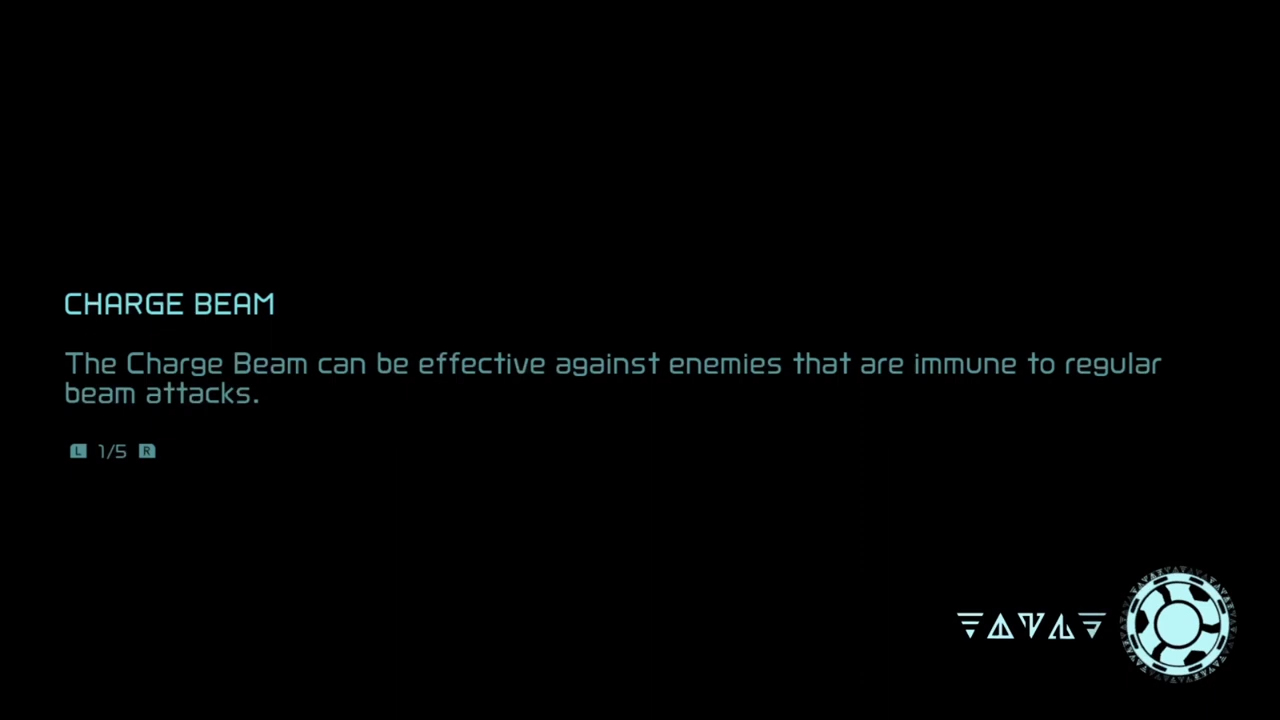 CHARGE BEAM
The Charge Beam can be effective against enemies that are immune to regular
beam attacks.
L 1/5 R